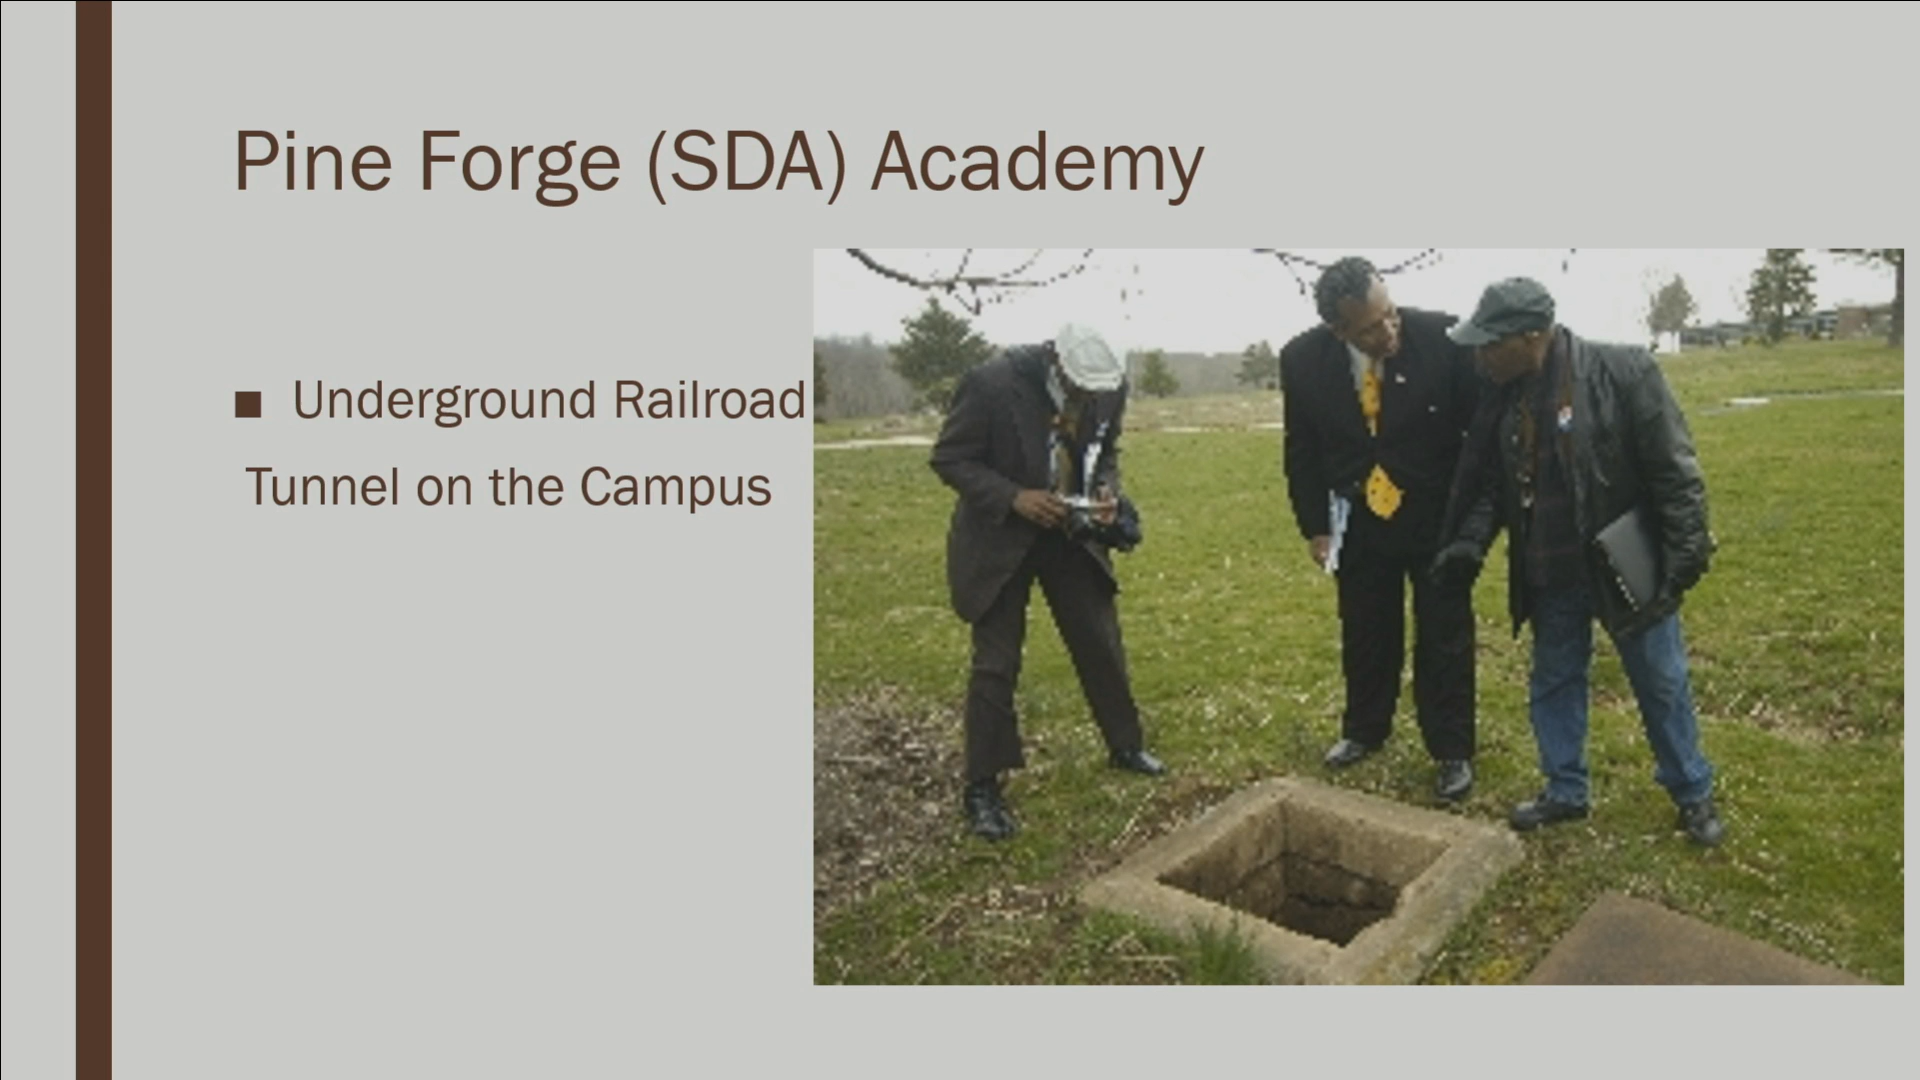 Pine Forge (SDA) Academy
■ Underground Railroad
Tunnel on the Campus